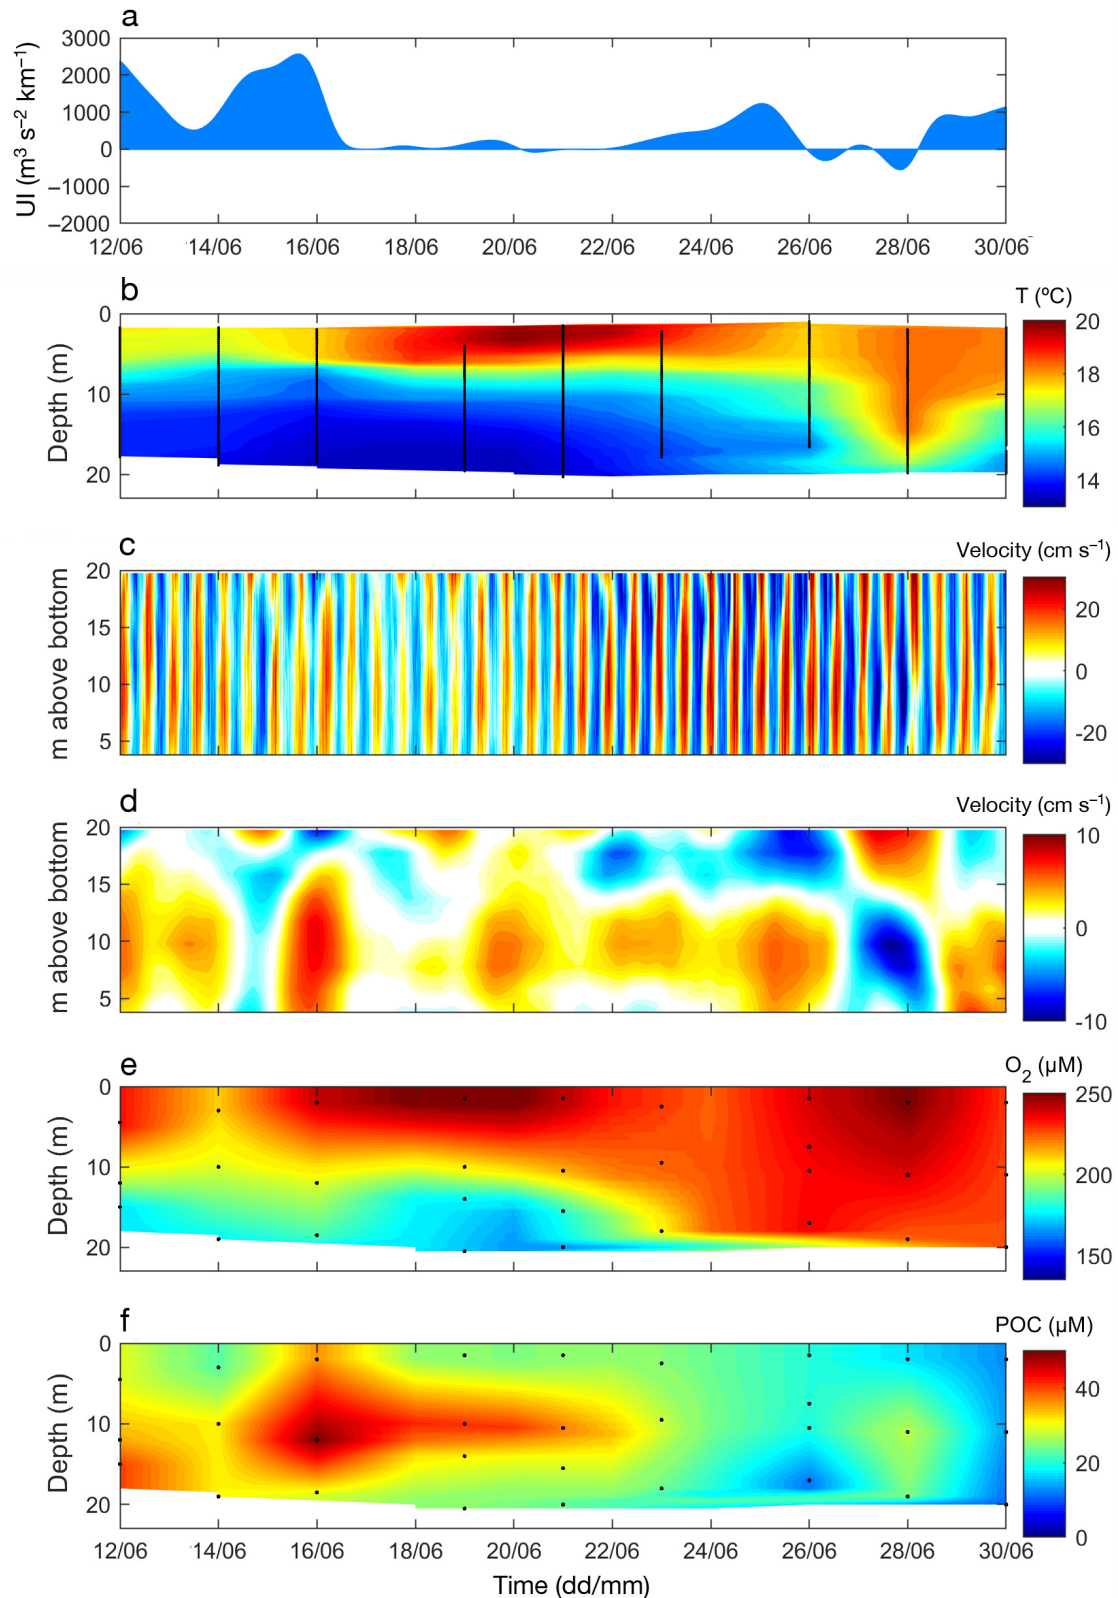 a
UI (m³ s⁻² km⁻¹)
3000
2000
1000
0
−1000
−2000
12/06 14/06 16/06 18/06 20/06 22/06 24/06 26/06 28/06 30/06
b
T (ºC)
Depth (m)
0
10
20
20
18
16
14
c
Velocity (cm s⁻¹)
m above bottom
20
15
10
5
20
0
-20
d
Velocity (cm s⁻¹)
m above bottom
20
15
10
5
10
5
0
-5
-10
e
O₂ (µM)
Depth (m)
0
10
20
250
200
150
f
POC (µM)
Depth (m)
0
10
20
40
20
0
12/06 14/06 16/06 18/06 20/06 22/06 24/06 26/06 28/06 30/06
Time (dd/mm)